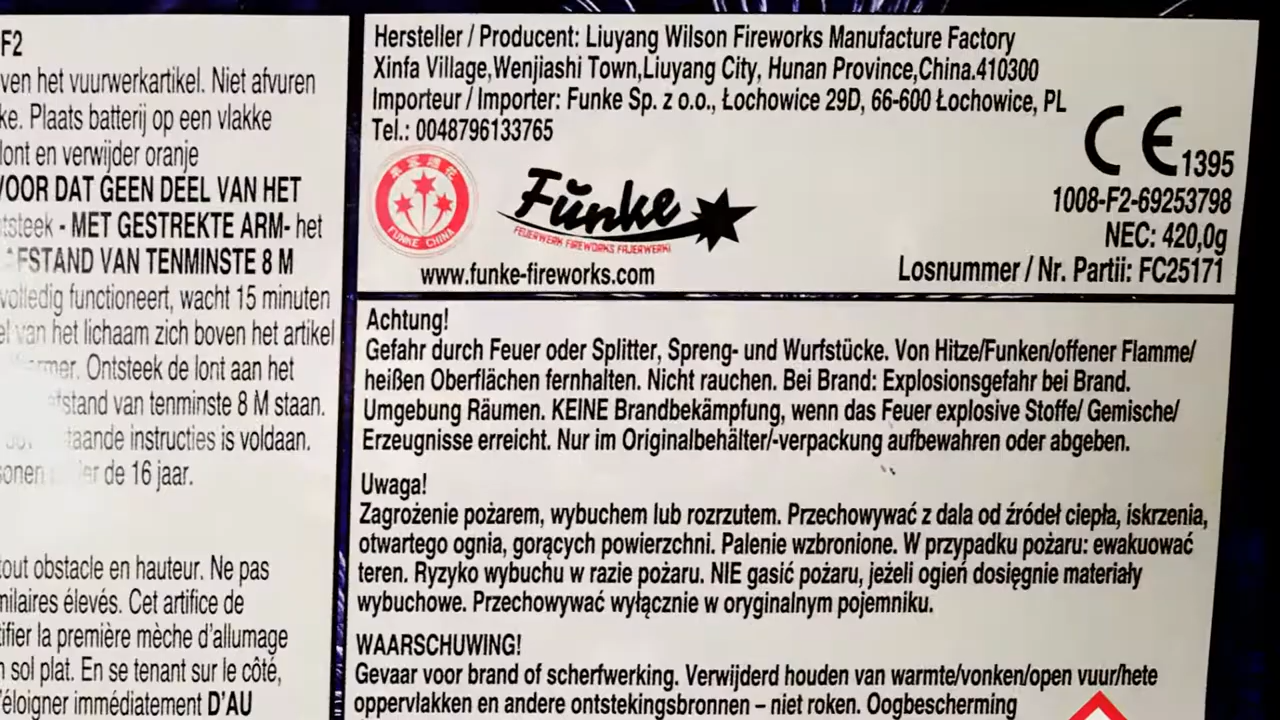 F2
ven het vuurwerkartikel. Niet afvuren
ke. Plaats batterij op een vlakke
lont en verwijder oranje
VOOR DAT GEEN DEEL VAN HET
tsteek - MET GESTREKTE ARM- het
AFSTAND VAN TENMINSTE 8 M
volledig functioneert, wacht 15 minuten
el van het lichaam zich boven het artikel
Ontsteek de lont aan het
afstand van tenminste 8 M staan.
staande instructies is voldaan.
sonen de 16 jaar.
tout obstacle en hauteur. Ne pas
milaires élevés. Cet artifice de
tifier la première mèche d'allumage
n sol plat. En se tenant sur le côté,
'éloigner immédiatement D'AU
Hersteller / Producent: Liuyang Wilson Fireworks Manufacture Factory
Xinfa Village,Wenjiashi Town,Liuyang City, Hunan Province,China.410300
Importeur / Importer: Funke Sp. z o.o., Łochowice 29D, 66-600 Łochowice, PL
Tel.: 0048796133765
CE 1395
1008-F2-69253798
NEC: 420,0g
Losnummer / Nr. Partii: FC25171
FUNKE CHINA
Funke
FEUERWERK FIREWORKS FAJERWERKI
www.funke-fireworks.com
Achtung!
Gefahr durch Feuer oder Splitter, Spreng- und Wurfstücke. Von Hitze/Funken/offener Flamme/
heißen Oberflächen fernhalten. Nicht rauchen. Bei Brand: Explosionsgefahr bei Brand.
Umgebung Räumen. KEINE Brandbekämpfung, wenn das Feuer explosive Stoffe/ Gemische/
Erzeugnisse erreicht. Nur im Originalbehälter/-verpackung aufbewahren oder abgeben.
Uwaga!
Zagrożenie pożarem, wybuchem lub rozrzutem. Przechowywać z dala od źródeł ciepła, iskrzenia,
otwartego ognia, gorących powierzchni. Palenie wzbronione. W przypadku pożaru: ewakuować
teren. Ryzyko wybuchu w razie pożaru. NIE gasić pożaru, jeżeli ogień dosięgnie materiały
wybuchowe. Przechowywać wyłącznie w oryginalnym pojemniku.
WAARSCHUWING!
Gevaar voor brand of scherfwerking. Verwijderd houden van warmte/vonken/open vuur/hete
oppervlakken en andere ontstekingsbronnen – niet roken. Oogbescherming